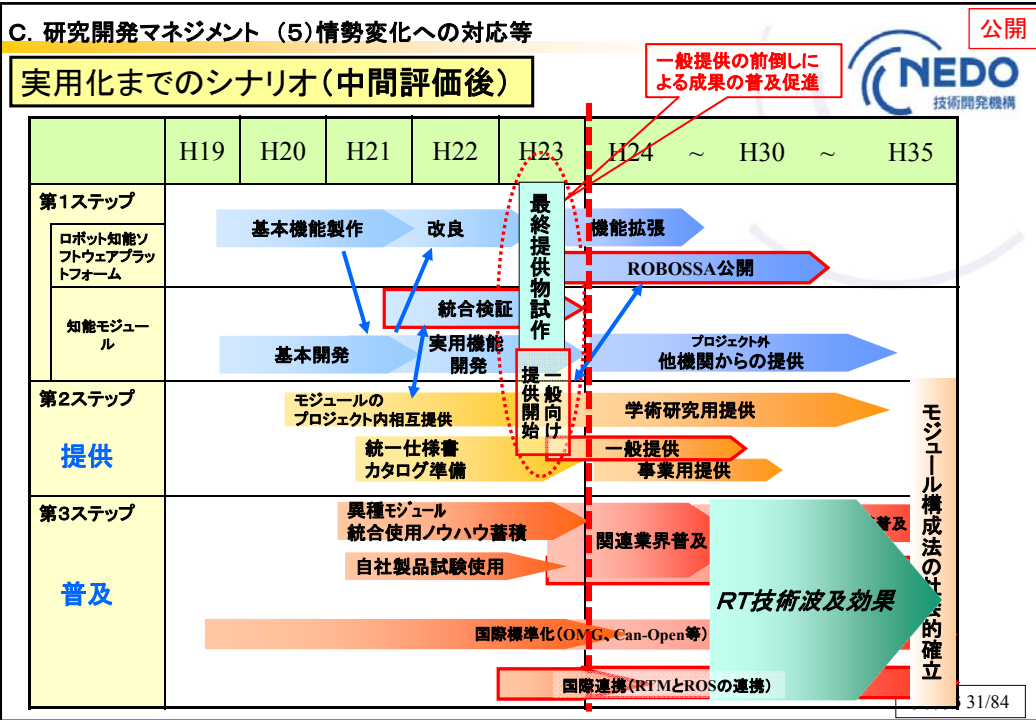 C. 研究開発マネジメント (5)情勢変化への対応等
公開
実用化までのシナリオ(中間評価後)
一般提供の前倒しに
よる成果の普及促進
NEDO
技術開発機構
H19 H20 H21 H22 H23 H24 ~ H30 ~ H35
第1ステップ
ロボット知能ソ
フトウェアプラッ
トフォーム
基本機能製作
改良
機能拡張
ROBOSSA公開
最終提供物試作
統合検証
知能モジュー
ル
基本開発
実用機能
開発
プロジェクト外
他機関からの提供
一般向け
提供開始
第2ステップ
提供
モジュールの
プロジェクト内相互提供
学術研究用提供
統一仕様書
カタログ準備
一般提供
事業用提供
モジュール構成法の社会的確立
第3ステップ
普及
異種モジュール
統合使用ノウハウ蓄積
関連業界普及
普及
自社製品試験使用
RT技術波及効果
国際標準化(OMG、Can-Open等)
国際連携(RTMとROSの連携)
31/84